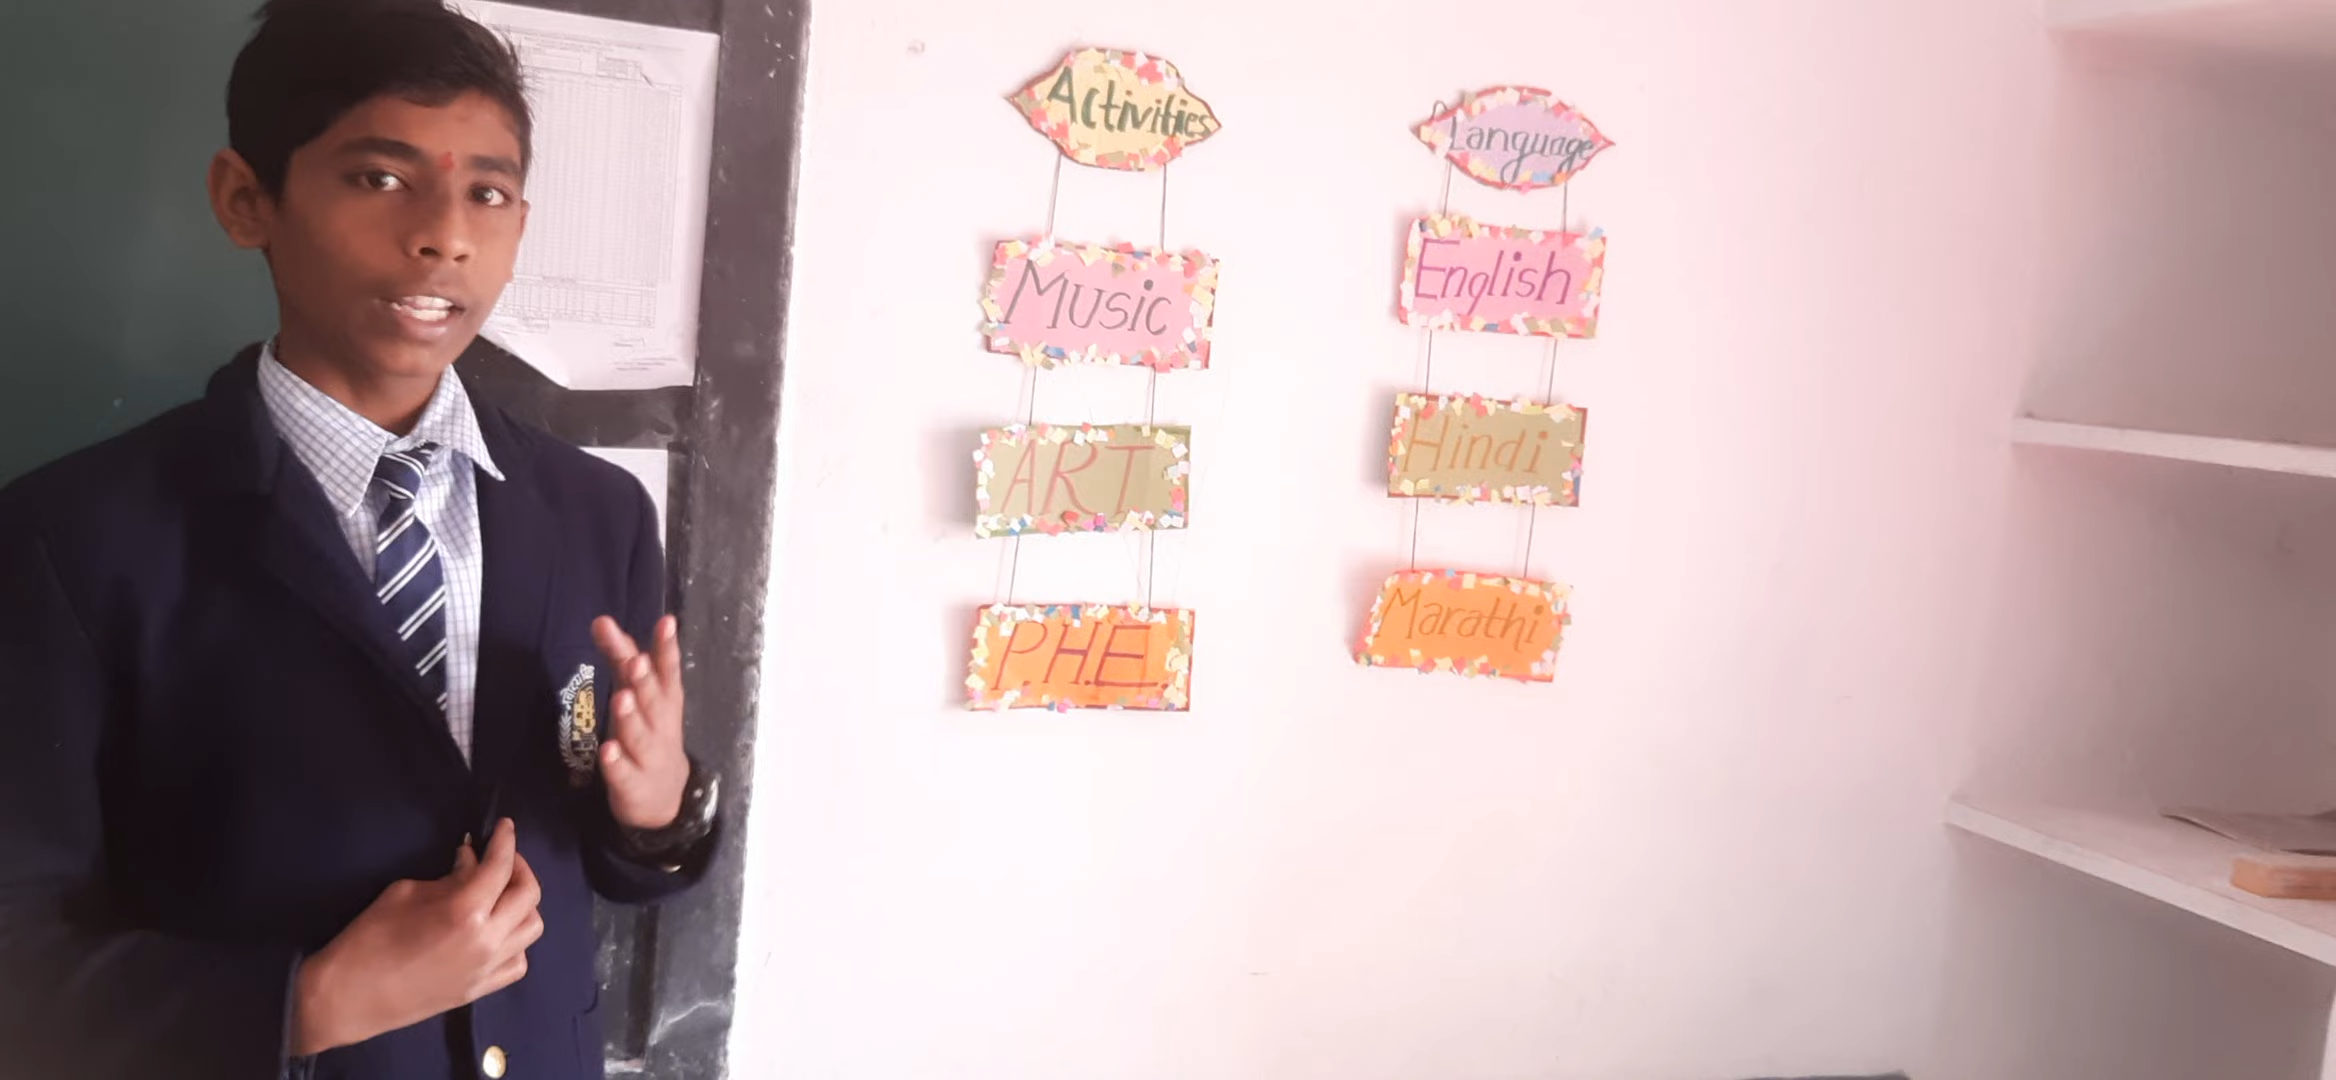 Activities
Music
ART
P.H.E.
Language
English
Hindi
Marathi